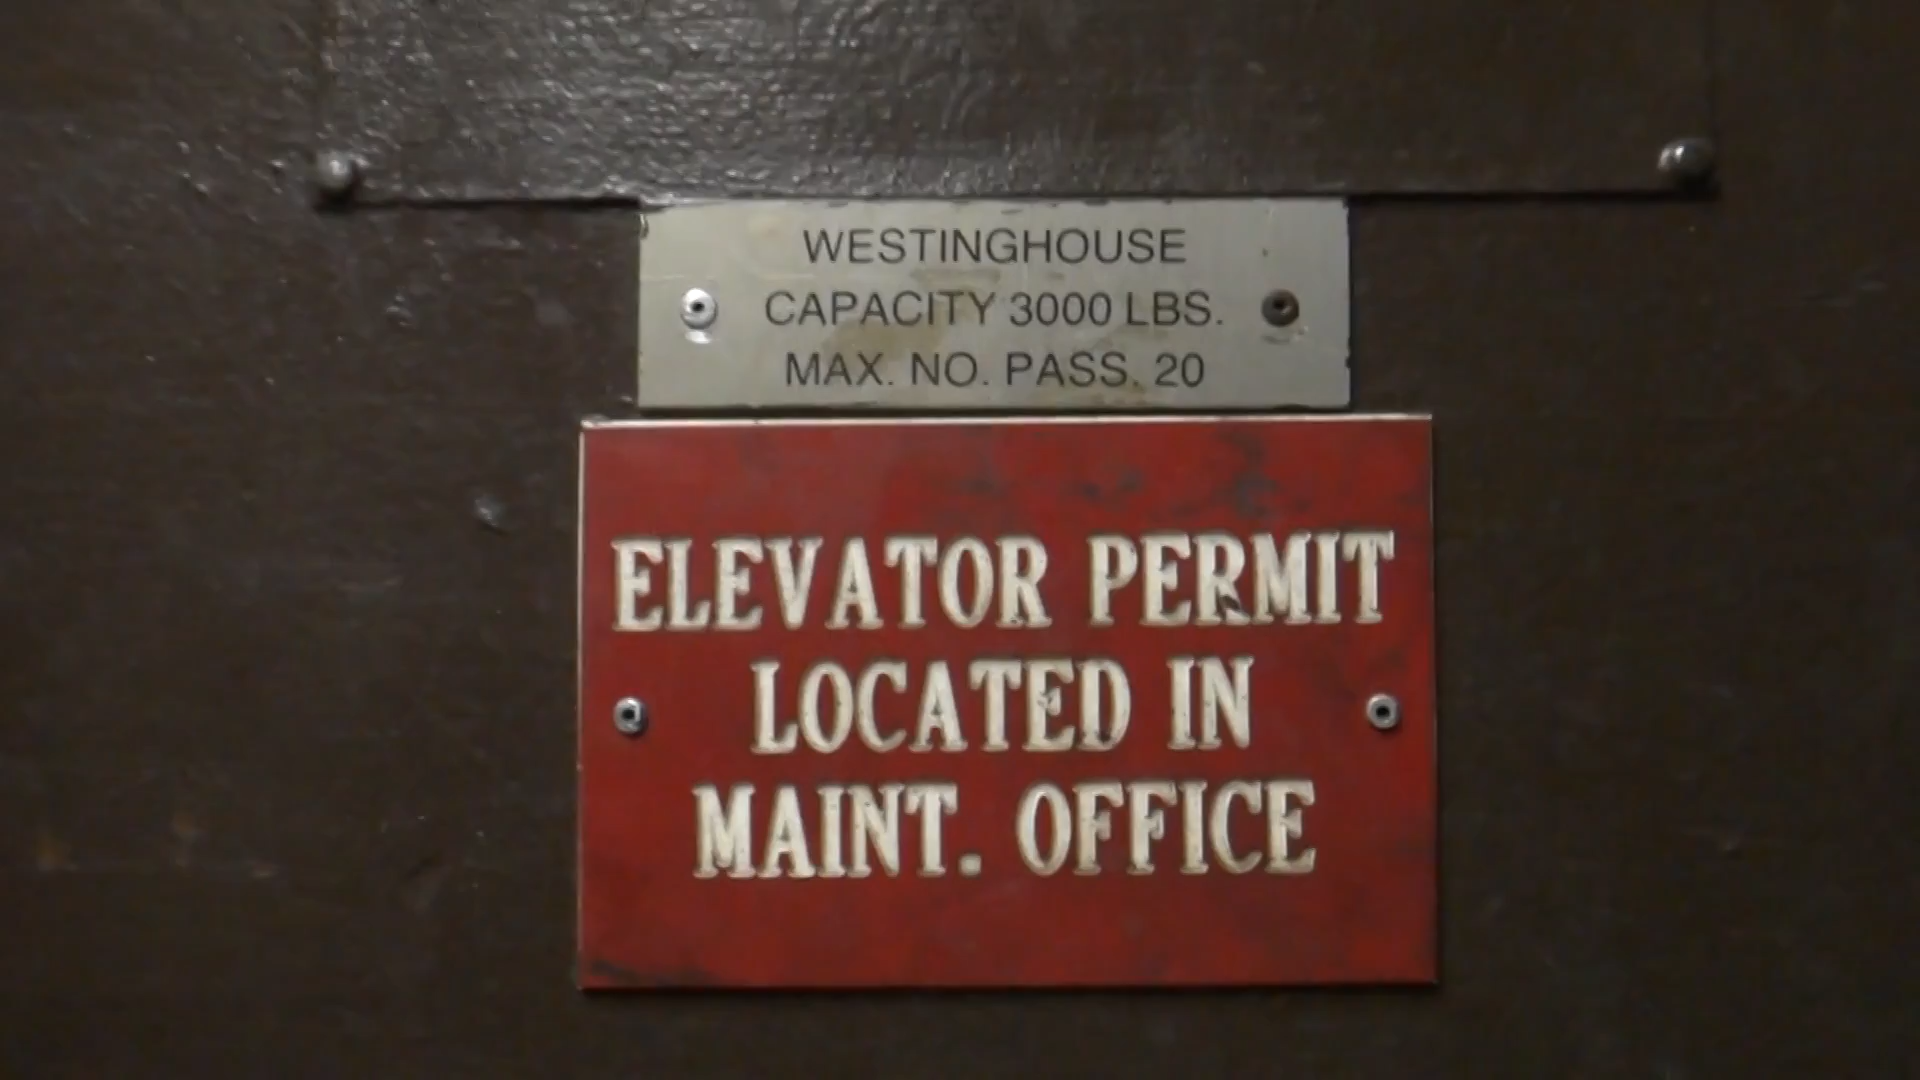 WESTINGHOUSE
CAPACITY 3000 LBS.
MAX. NO. PASS. 20
ELEVATOR PERMIT
LOCATED IN
MAINT. OFFICE